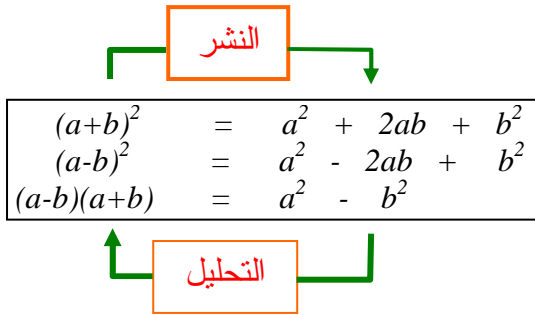 النشر
(a+b)² = a² + 2ab + b²
(a-b)² = a² - 2ab + b²
(a-b)(a+b) = a² - b²
التحليل